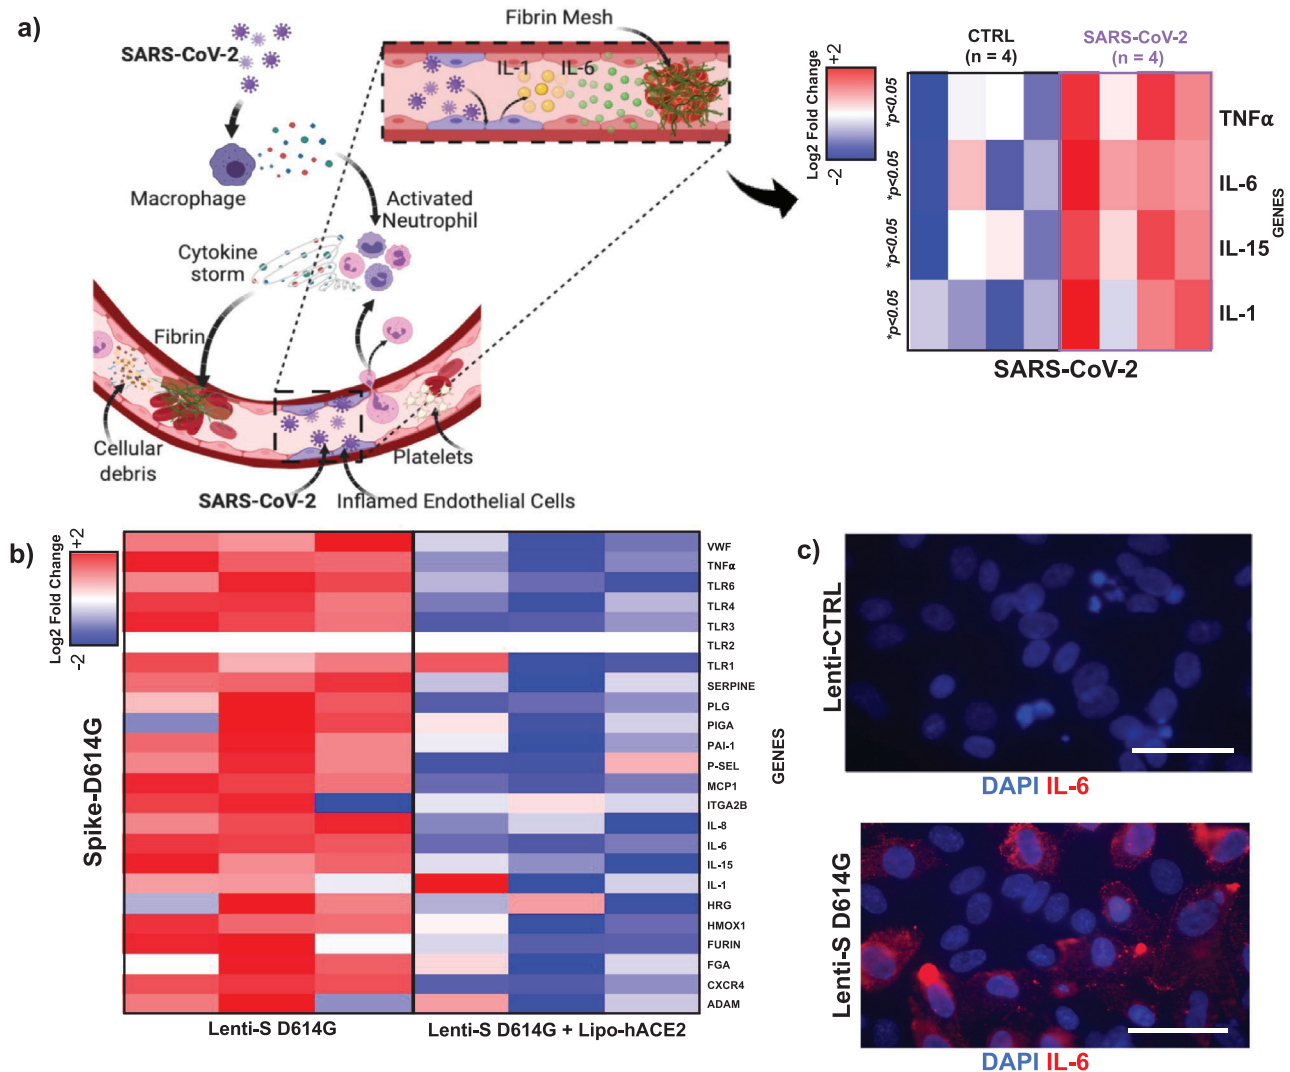 a)
SARS-CoV-2
Macrophage
Activated
Neutrophil
Cytokine
storm
Fibrin
Cellular
debris
SARS-CoV-2
Inflamed Endothelial Cells
Platelets
Fibrin Mesh
IL-1
IL-6
Log2 Fold Change
+2
-2
CTRL
(n = 4)
SARS-CoV-2
(n = 4)
*p<0.05
*p<0.05
*p<0.05
*p<0.05
TNFα
IL-6
IL-15
IL-1
GENES
SARS-CoV-2
b)
Log2 Fold Change
+2
-2
Spike-D614G
VWF
TNFα
TLR6
TLR4
TLR3
TLR2
TLR1
SERPINE
PLG
PIGA
PAI-1
P-SEL
MCP1
ITGA2B
IL-8
IL-6
IL-15
IL-1
HRG
HMOX1
FURIN
FGA
CXCR4
ADAM
GENES
Lenti-S D614G
Lenti-S D614G + Lipo-hACE2
c)
Lenti-CTRL
DAPI IL-6
Lenti-S D614G
DAPI IL-6